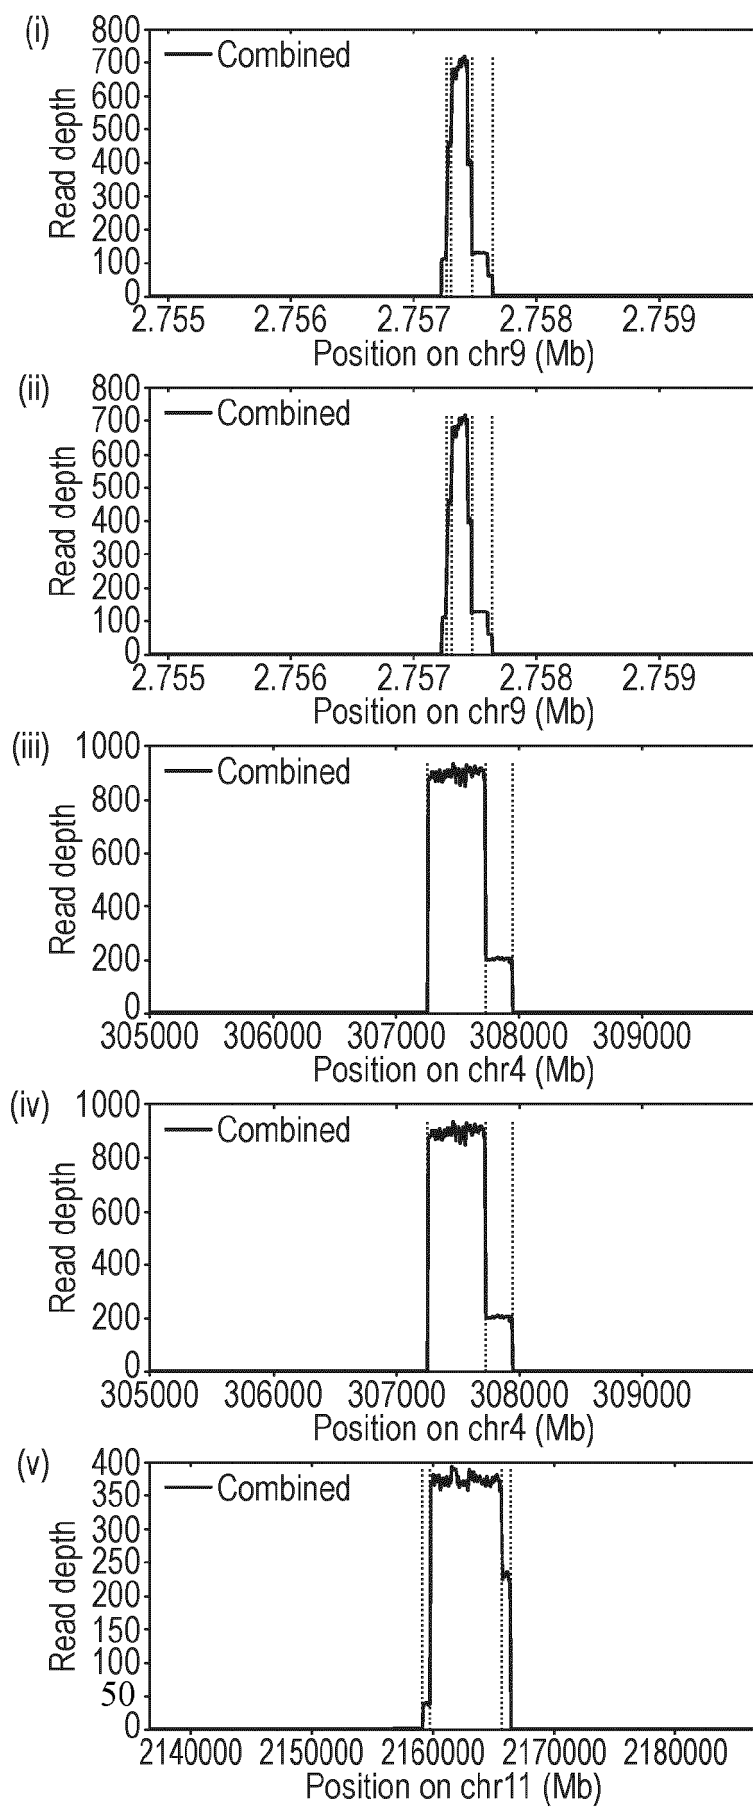 (i)
800
700
600
500
400
300
200
100
0
Read depth
Combined
2.755 2.756 2.757 2.758 2.759
Position on chr9 (Mb)
(ii)
800
700
600
500
400
300
200
100
0
Read depth
Combined
2.755 2.756 2.757 2.758 2.759
Position on chr9 (Mb)
(iii)
1000
800
600
400
200
0
Read depth
Combined
305000 306000 307000 308000 309000
Position on chr4 (Mb)
(iv)
1000
800
600
400
200
0
Read depth
Combined
305000 306000 307000 308000 309000
Position on chr4 (Mb)
(v)
400
350
300
250
200
150
100
50
0
Read depth
Combined
2140000 2150000 2160000 2170000 2180000
Position on chr11 (Mb)